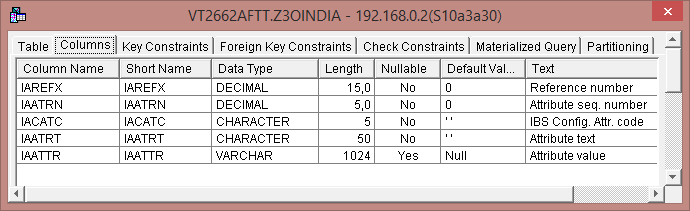 VT2662AFTT.Z3OINDIA - 192.168.0.2(S10a3a30)
Table Columns Key Constraints Foreign Key Constraints Check Constraints Materialized Query Partitioning
Column Name Short Name Data Type Length Nullable Default Val... Text
IAREFX IAREFX DECIMAL 15,0 No 0 Reference number
IAATRN IAATRN DECIMAL 5,0 No 0 Attribute seq. number
IACATC IACATC CHARACTER 5 No ' ' IBS Config. Attr. code
IAATRT IAATRT CHARACTER 50 No ' ' Attribute text
IAATTR IAATTR VARCHAR 1024 Yes Null Attribute value